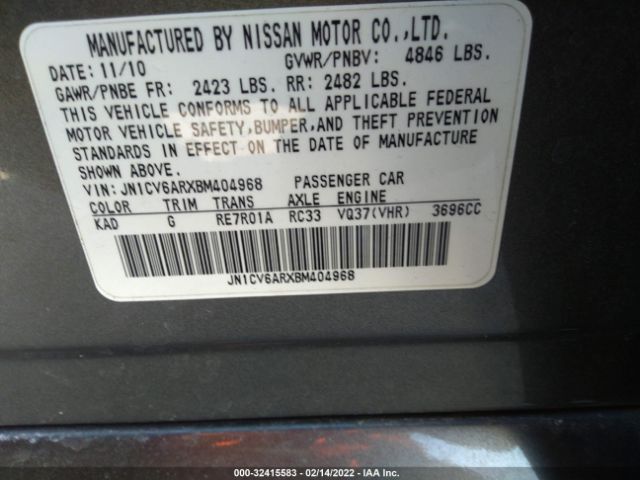 MANUFACTURED BY NISSAN MOTOR CO.,LTD.
DATE: 11/10 GVWR/PNBV: 4846 LBS.
GAWR/PNBE FR: 2423 LBS. RR: 2482 LBS.
THIS VEHICLE CONFORMS TO ALL APPLICABLE FEDERAL
MOTOR VEHICLE SAFETY,BUMPER,AND THEFT PREVENTION
STANDARDS IN EFFECT ON THE DATE OF MANUFACTURE
SHOWN ABOVE.
VIN: JN1CV6ARXBM404968 PASSENGER CAR
COLOR TRIM TRANS AXLE ENGINE
KAD G RE7R01A RC33 VQ37(VHR) 3696CC
JN1CV6ARXBM404968
000-32415583 - 02/14/2022 - IAA Inc.